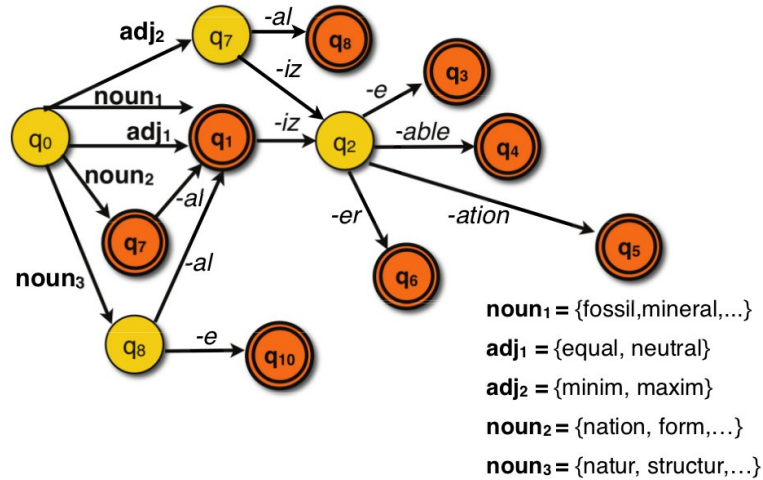 adj2
q7
-al
q8
-iz
q3
-e
noun1
q0
adj1
q1
-iz
q2
-able
q4
noun2
-al
q7
-er
-ation
q5
noun3
-al
q6
q8
-e
q10
noun1 = {fossil,mineral,...}
adj1 = {equal, neutral}
adj2 = {minim, maxim}
noun2 = {nation, form,…}
noun3 = {natur, structur,…}